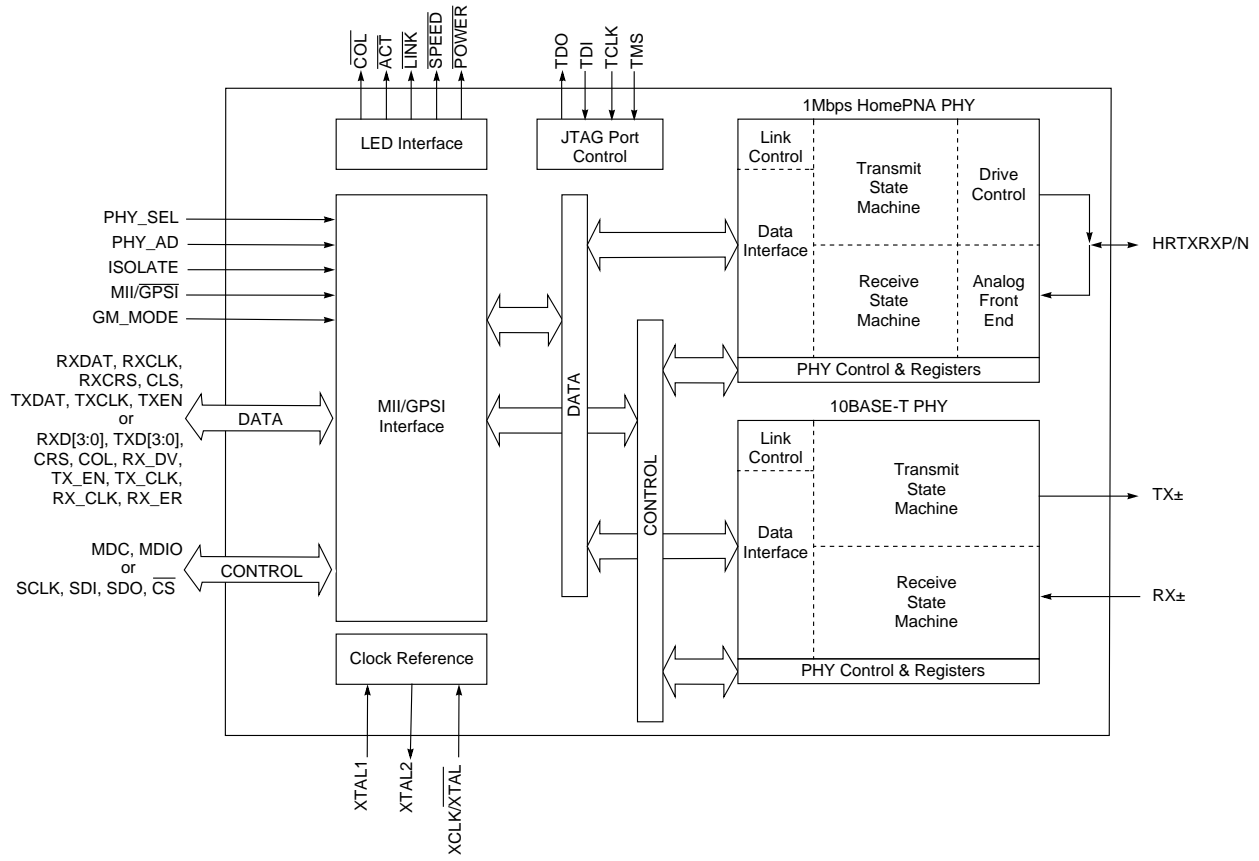 COL
ACT
LINK
SPEED
POWER
TDO
TDI
TCLK
TMS
LED Interface
JTAG Port
Control
1Mbps HomePNA PHY
Link
Control
Transmit
State
Machine
Drive
Control
Data
Interface
Receive
State
Machine
Analog
Front
End
PHY Control & Registers
HRTXRXP/N
PHY_SEL
PHY_AD
ISOLATE
MII/GPSI
GM_MODE
RXDAT, RXCLK,
RXCRS, CLS,
TXDAT, TXCLK, TXEN
or
RXD[3:0], TXD[3:0],
CRS, COL, RX_DV,
TX_EN, TX_CLK,
RX_CLK, RX_ER
DATA
MII/GPSI
Interface
DATA
CONTROL
10BASE-T PHY
Link
Control
Transmit
State
Machine
Data
Interface
Receive
State
Machine
PHY Control & Registers
TX±
RX±
MDC, MDIO
or
SCLK, SDI, SDO, CS
CONTROL
Clock Reference
XTAL1
XTAL2
XCLK/XTAL